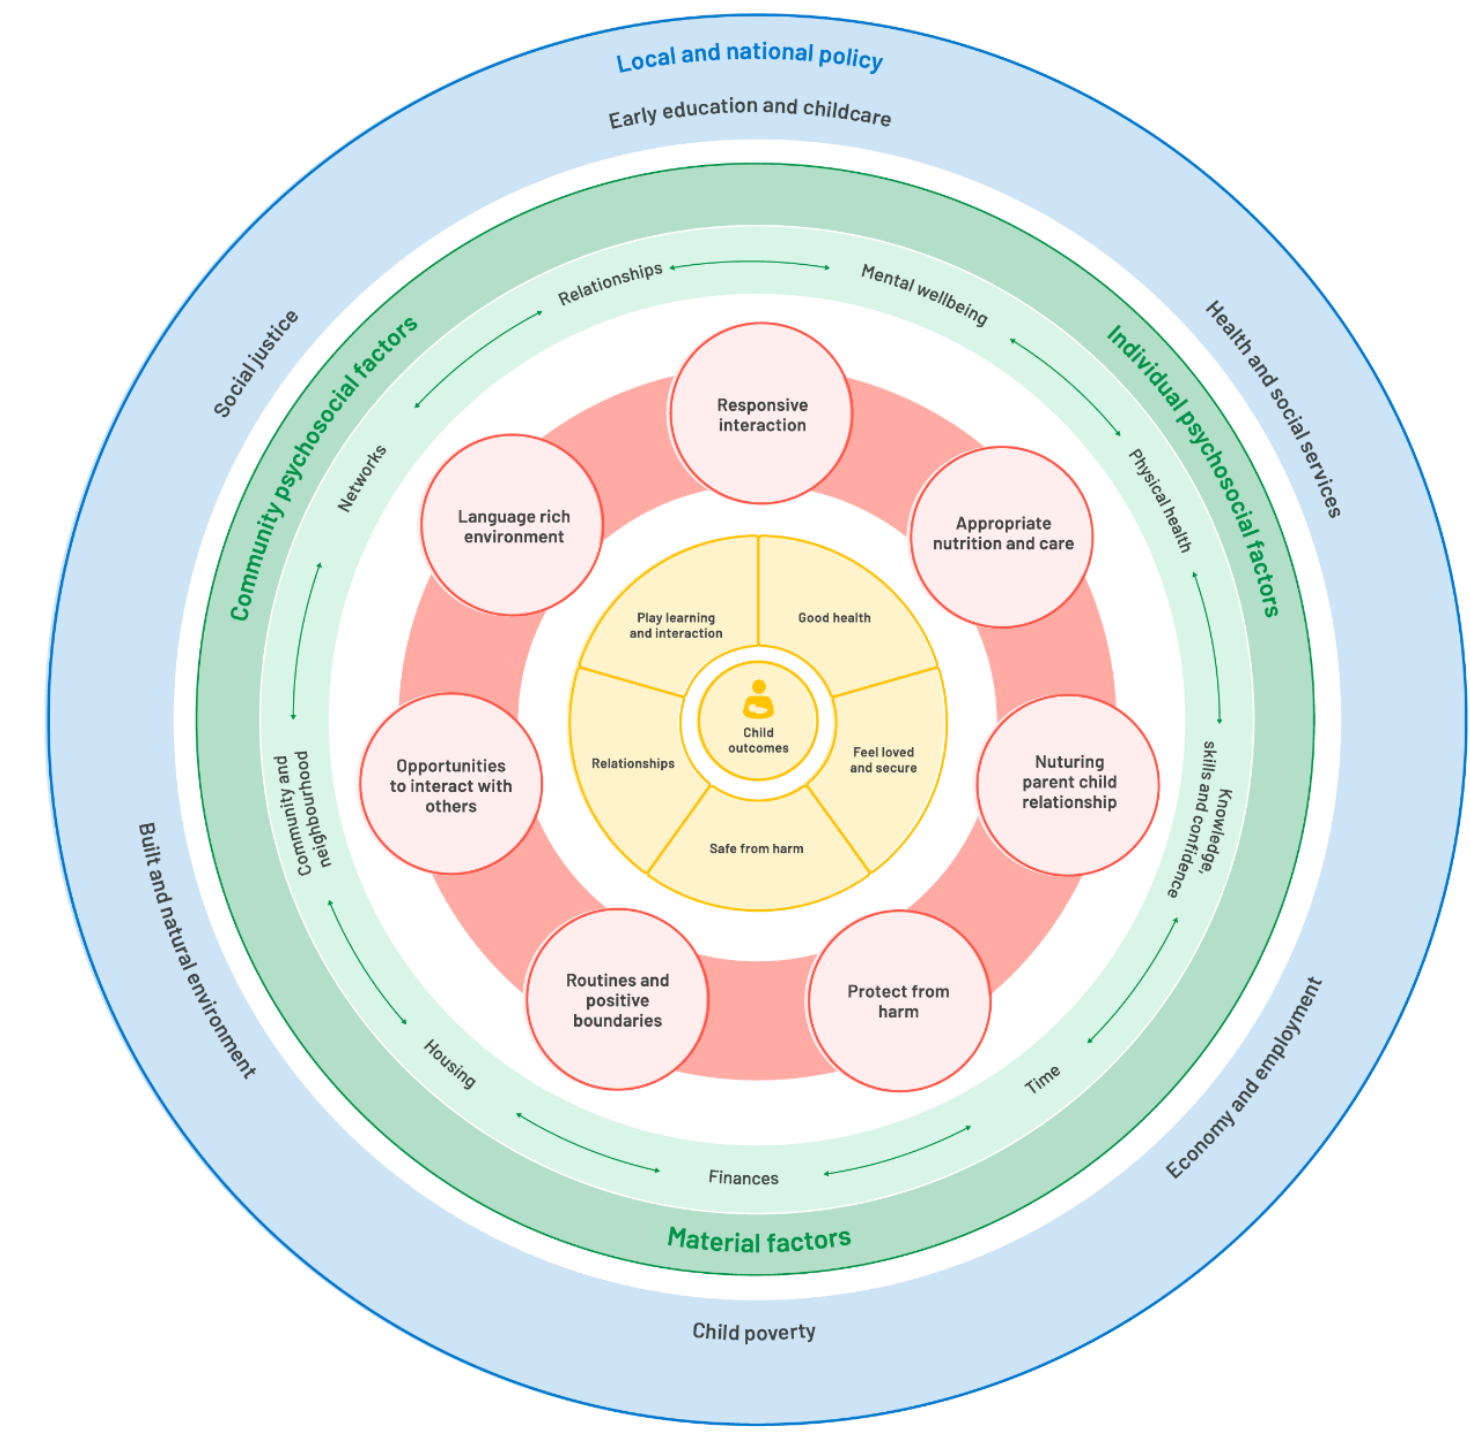 Local and national policy
Early education and childcare
Social justice
Health and social services
Built and natural environment
Economy and employment
Child poverty
Community psychosocial factors
Individual psychosocial factors
Material factors
Relationships
Mental wellbeing
Networks
Physical health
Community and
neighbourhood
Knowledge,
skills and confidence
Housing
Time
Finances
Responsive
interaction
Language rich
environment
Appropriate
nutrition and care
Opportunities
to interact with
others
Nuturing
parent child
relationship
Routines and
positive
boundaries
Protect from
harm
Play learning
and interaction
Good health
Relationships
Feel loved
and secure
Safe from harm
Child
outcomes